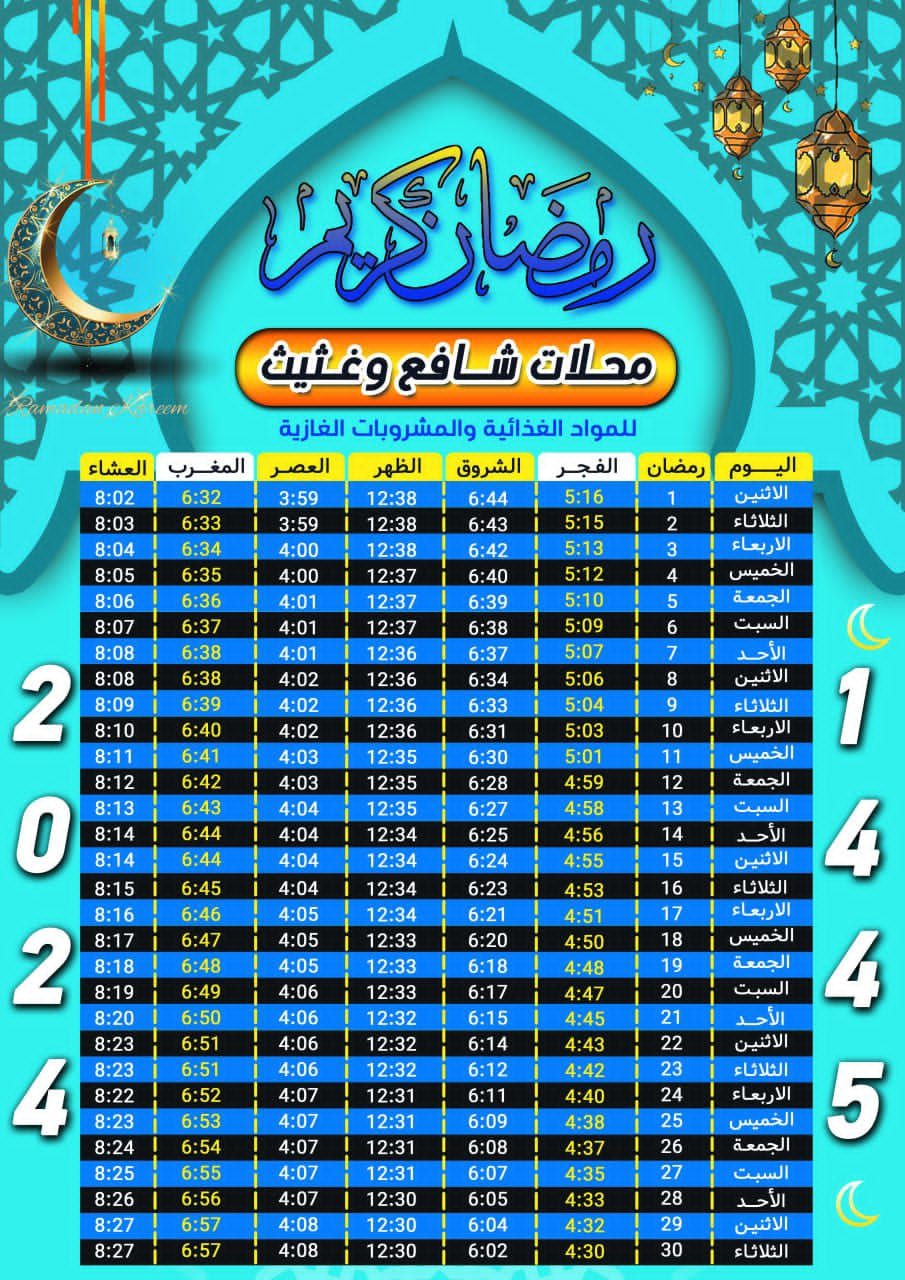 رمضان كريم
محلات شافع وغثيث
Ramadan Kareem
للمواد الغذائية والمشروبات الغازية
اليوم رمضان الفجر الشروق الظهر العصر المغرب العشاء
الاثنين 1 5:16 6:44 12:38 3:59 6:32 8:02
الثلاثاء 2 5:15 6:43 12:38 3:59 6:33 8:03
الاربعاء 3 5:13 6:42 12:38 4:00 6:34 8:04
الخميس 4 5:12 6:40 12:37 4:00 6:35 8:05
الجمعة 5 5:10 6:39 12:37 4:01 6:36 8:06
السبت 6 5:09 6:38 12:37 4:01 6:37 8:07
الأحد 7 5:07 6:37 12:36 4:01 6:38 8:08
الاثنين 8 5:06 6:34 12:36 4:02 6:38 8:08
الثلاثاء 9 5:04 6:33 12:36 4:02 6:39 8:09
الاربعاء 10 5:03 6:31 12:36 4:02 6:40 8:10
الخميس 11 5:01 6:30 12:35 4:03 6:41 8:11
الجمعة 12 4:59 6:28 12:35 4:03 6:42 8:12
السبت 13 4:58 6:27 12:35 4:04 6:43 8:13
الأحد 14 4:56 6:25 12:34 4:04 6:44 8:14
الاثنين 15 4:55 6:24 12:34 4:04 6:44 8:14
الثلاثاء 16 4:53 6:23 12:34 4:04 6:45 8:15
الاربعاء 17 4:51 6:21 12:34 4:05 6:46 8:16
الخميس 18 4:50 6:20 12:33 4:05 6:47 8:17
الجمعة 19 4:48 6:18 12:33 4:05 6:48 8:18
السبت 20 4:47 6:17 12:33 4:06 6:49 8:19
الأحد 21 4:45 6:15 12:32 4:06 6:50 8:20
الاثنين 22 4:43 6:14 12:32 4:06 6:51 8:23
الثلاثاء 23 4:42 6:12 12:32 4:06 6:51 8:23
الاربعاء 24 4:40 6:11 12:31 4:07 6:52 8:22
الخميس 25 4:38 6:09 12:31 4:07 6:53 8:23
الجمعة 26 4:37 6:08 12:31 4:07 6:54 8:24
السبت 27 4:35 6:07 12:31 4:07 6:55 8:25
الأحد 28 4:33 6:05 12:30 4:07 6:56 8:26
الاثنين 29 4:32 6:04 12:30 4:08 6:57 8:27
الثلاثاء 30 4:30 6:02 12:30 4:08 6:57 8:27
1445
2024